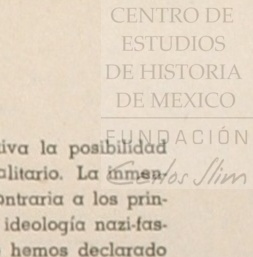 CENTRO DE
ESTUDIOS
DE HISTORIA
DE MEXICO
FUNDACIÓN
Carlos Slim
iva la posibilidad
alitario. La inmen-
ontraria a los prin-
ideología nazi-fas-
hemos declarado